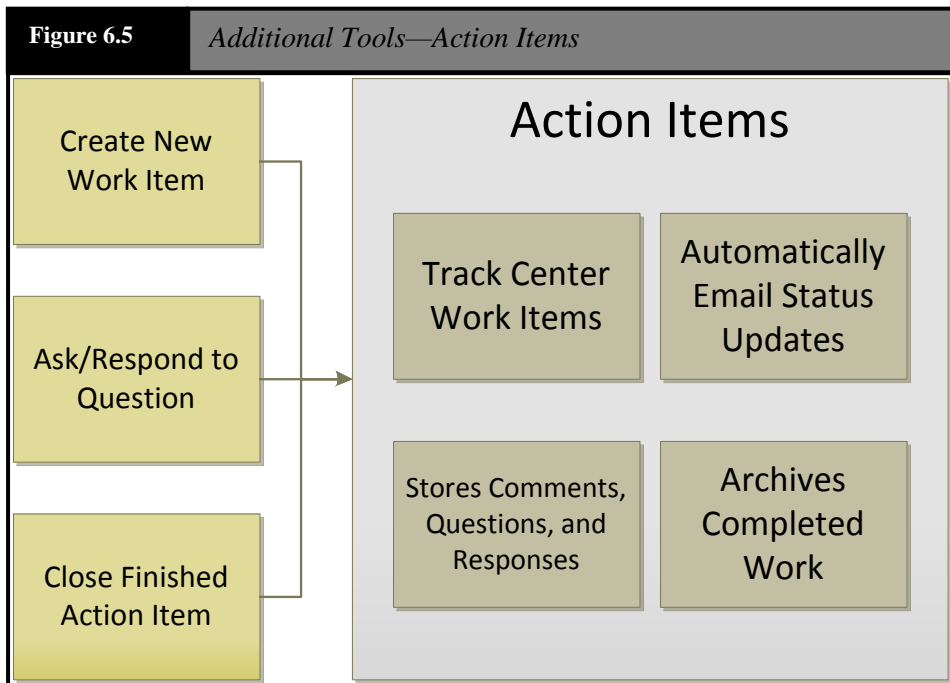 Figure 6.5
Additional Tools—Action Items
Create New
Work Item
Ask/Respond to
Question
Close Finished
Action Item
Action Items
Track Center
Work Items
Automatically
Email Status
Updates
Stores Comments,
Questions, and
Responses
Archives
Completed
Work